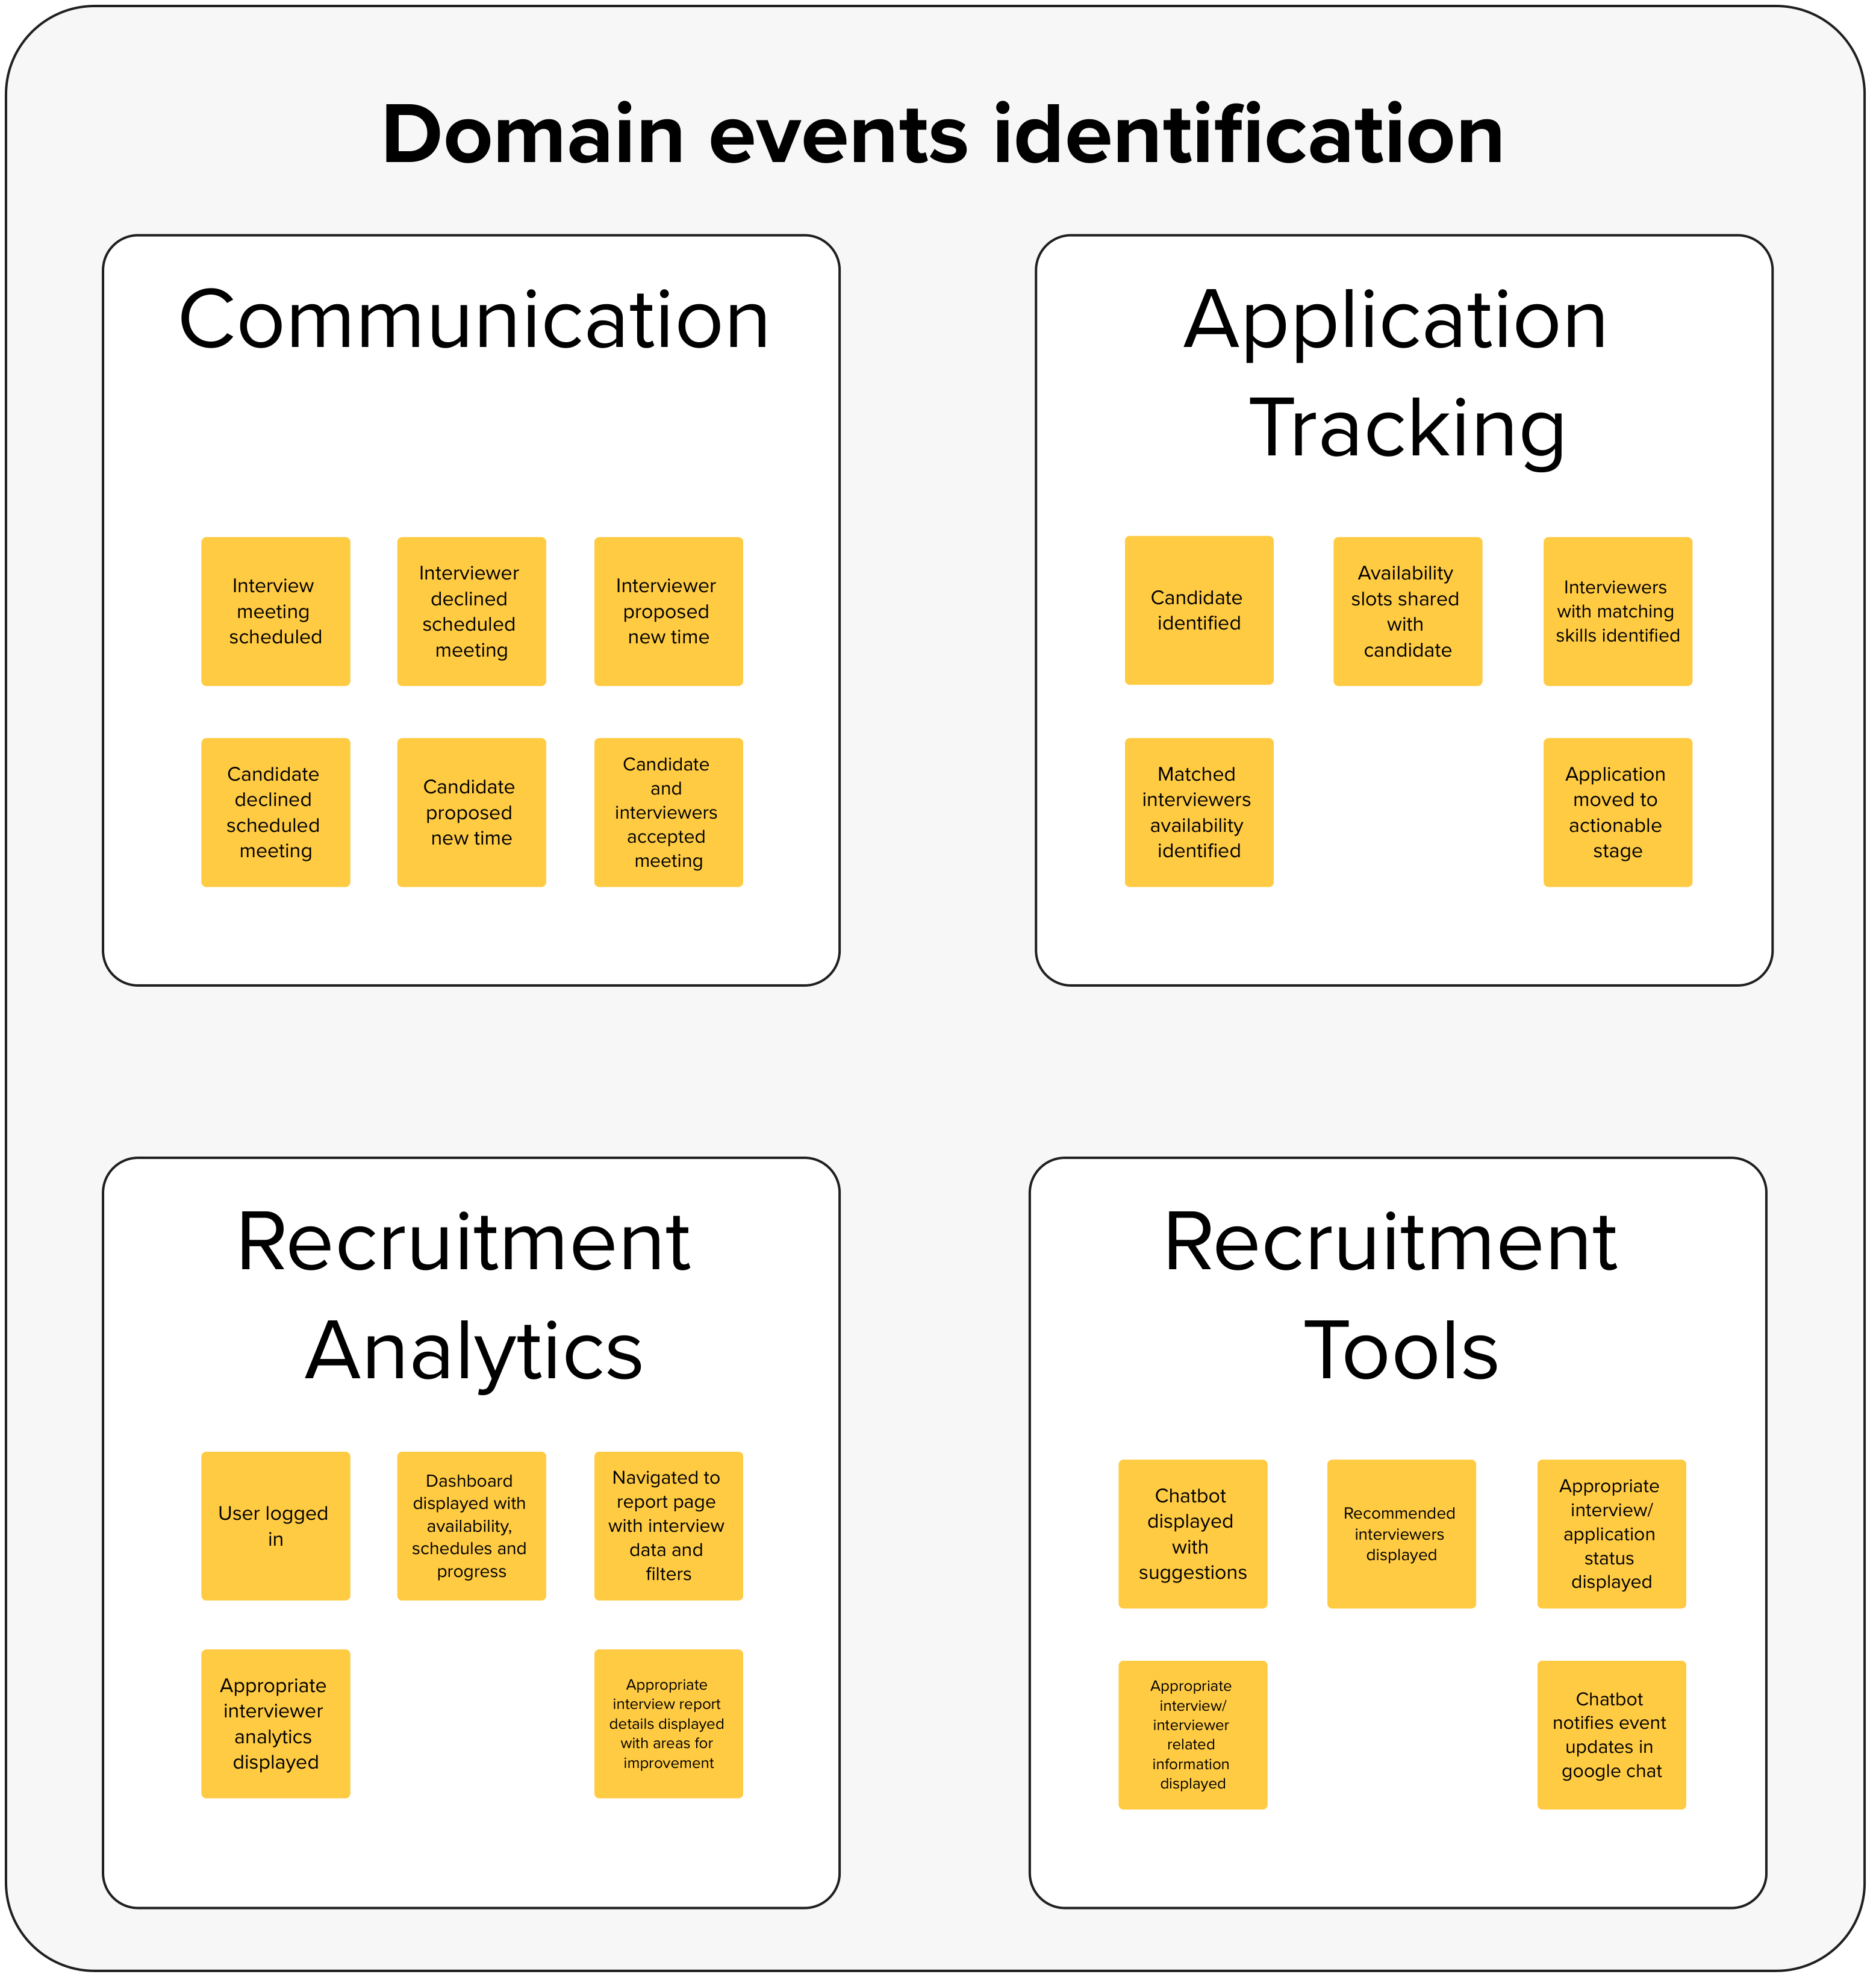 Domain events identification
Communication
Interview
meeting
scheduled
Interviewer
declined
scheduled
meeting
Interviewer
proposed
new time
Candidate
declined
scheduled
meeting
Candidate
proposed
new time
Candidate
and
interviewers
accepted
meeting
Application
Tracking
Candidate
identified
Availability
slots shared
with
candidate
Interviewers
with matching
skills identified
Matched
interviewers
availability
identified
Application
moved to
actionable
stage
Recruitment
Analytics
User logged
in
Dashboard
displayed with
availability,
schedules and
progress
Navigated to
report page
with interview
data and
filters
Appropriate
interviewer
analytics
displayed
Appropriate
interview report
details displayed
with areas for
improvement
Recruitment
Tools
Chatbot
displayed
with
suggestions
Recommended
interviewers
displayed
Appropriate
interview/
application
status
displayed
Appropriate
interview/
interviewer
related
information
displayed
Chatbot
notifies event
updates in
google chat